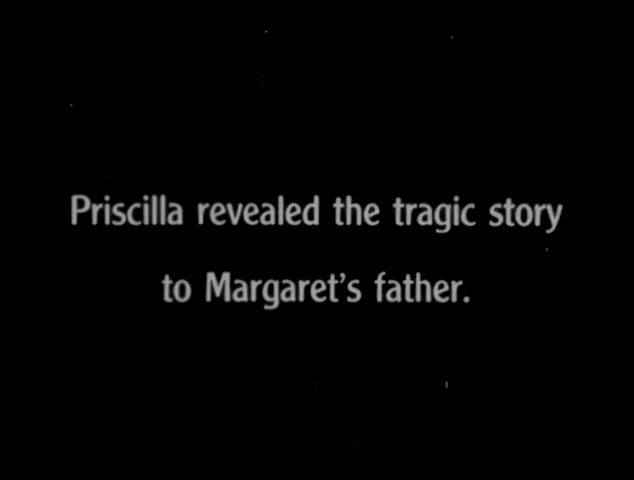 Priscilla revealed the tragic story
to Margaret’s father.